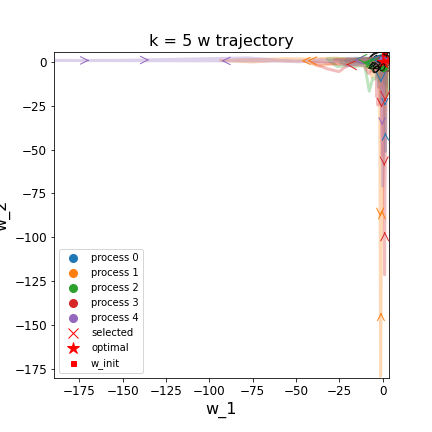 k = 5 w trajectory
0
−25
−50
−75
−100
−125
−150
−175
w_2
process 0
process 1
process 2
process 3
process 4
selected
optimal
w_init
−175
−150
−125
−100
−75
−50
−25
0
w_1